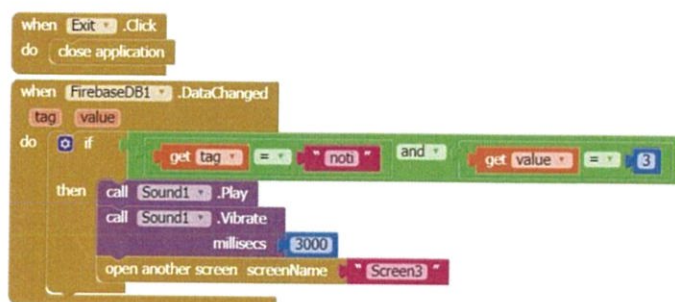 when Exit .Click
do close application
when FirebaseDB1 .DataChanged
tag value
do if get tag = " noti " and get value = 3
then call Sound1 .Play
call Sound1 .Vibrate
millisecs 3000
open another screen screenName " Screen3 "